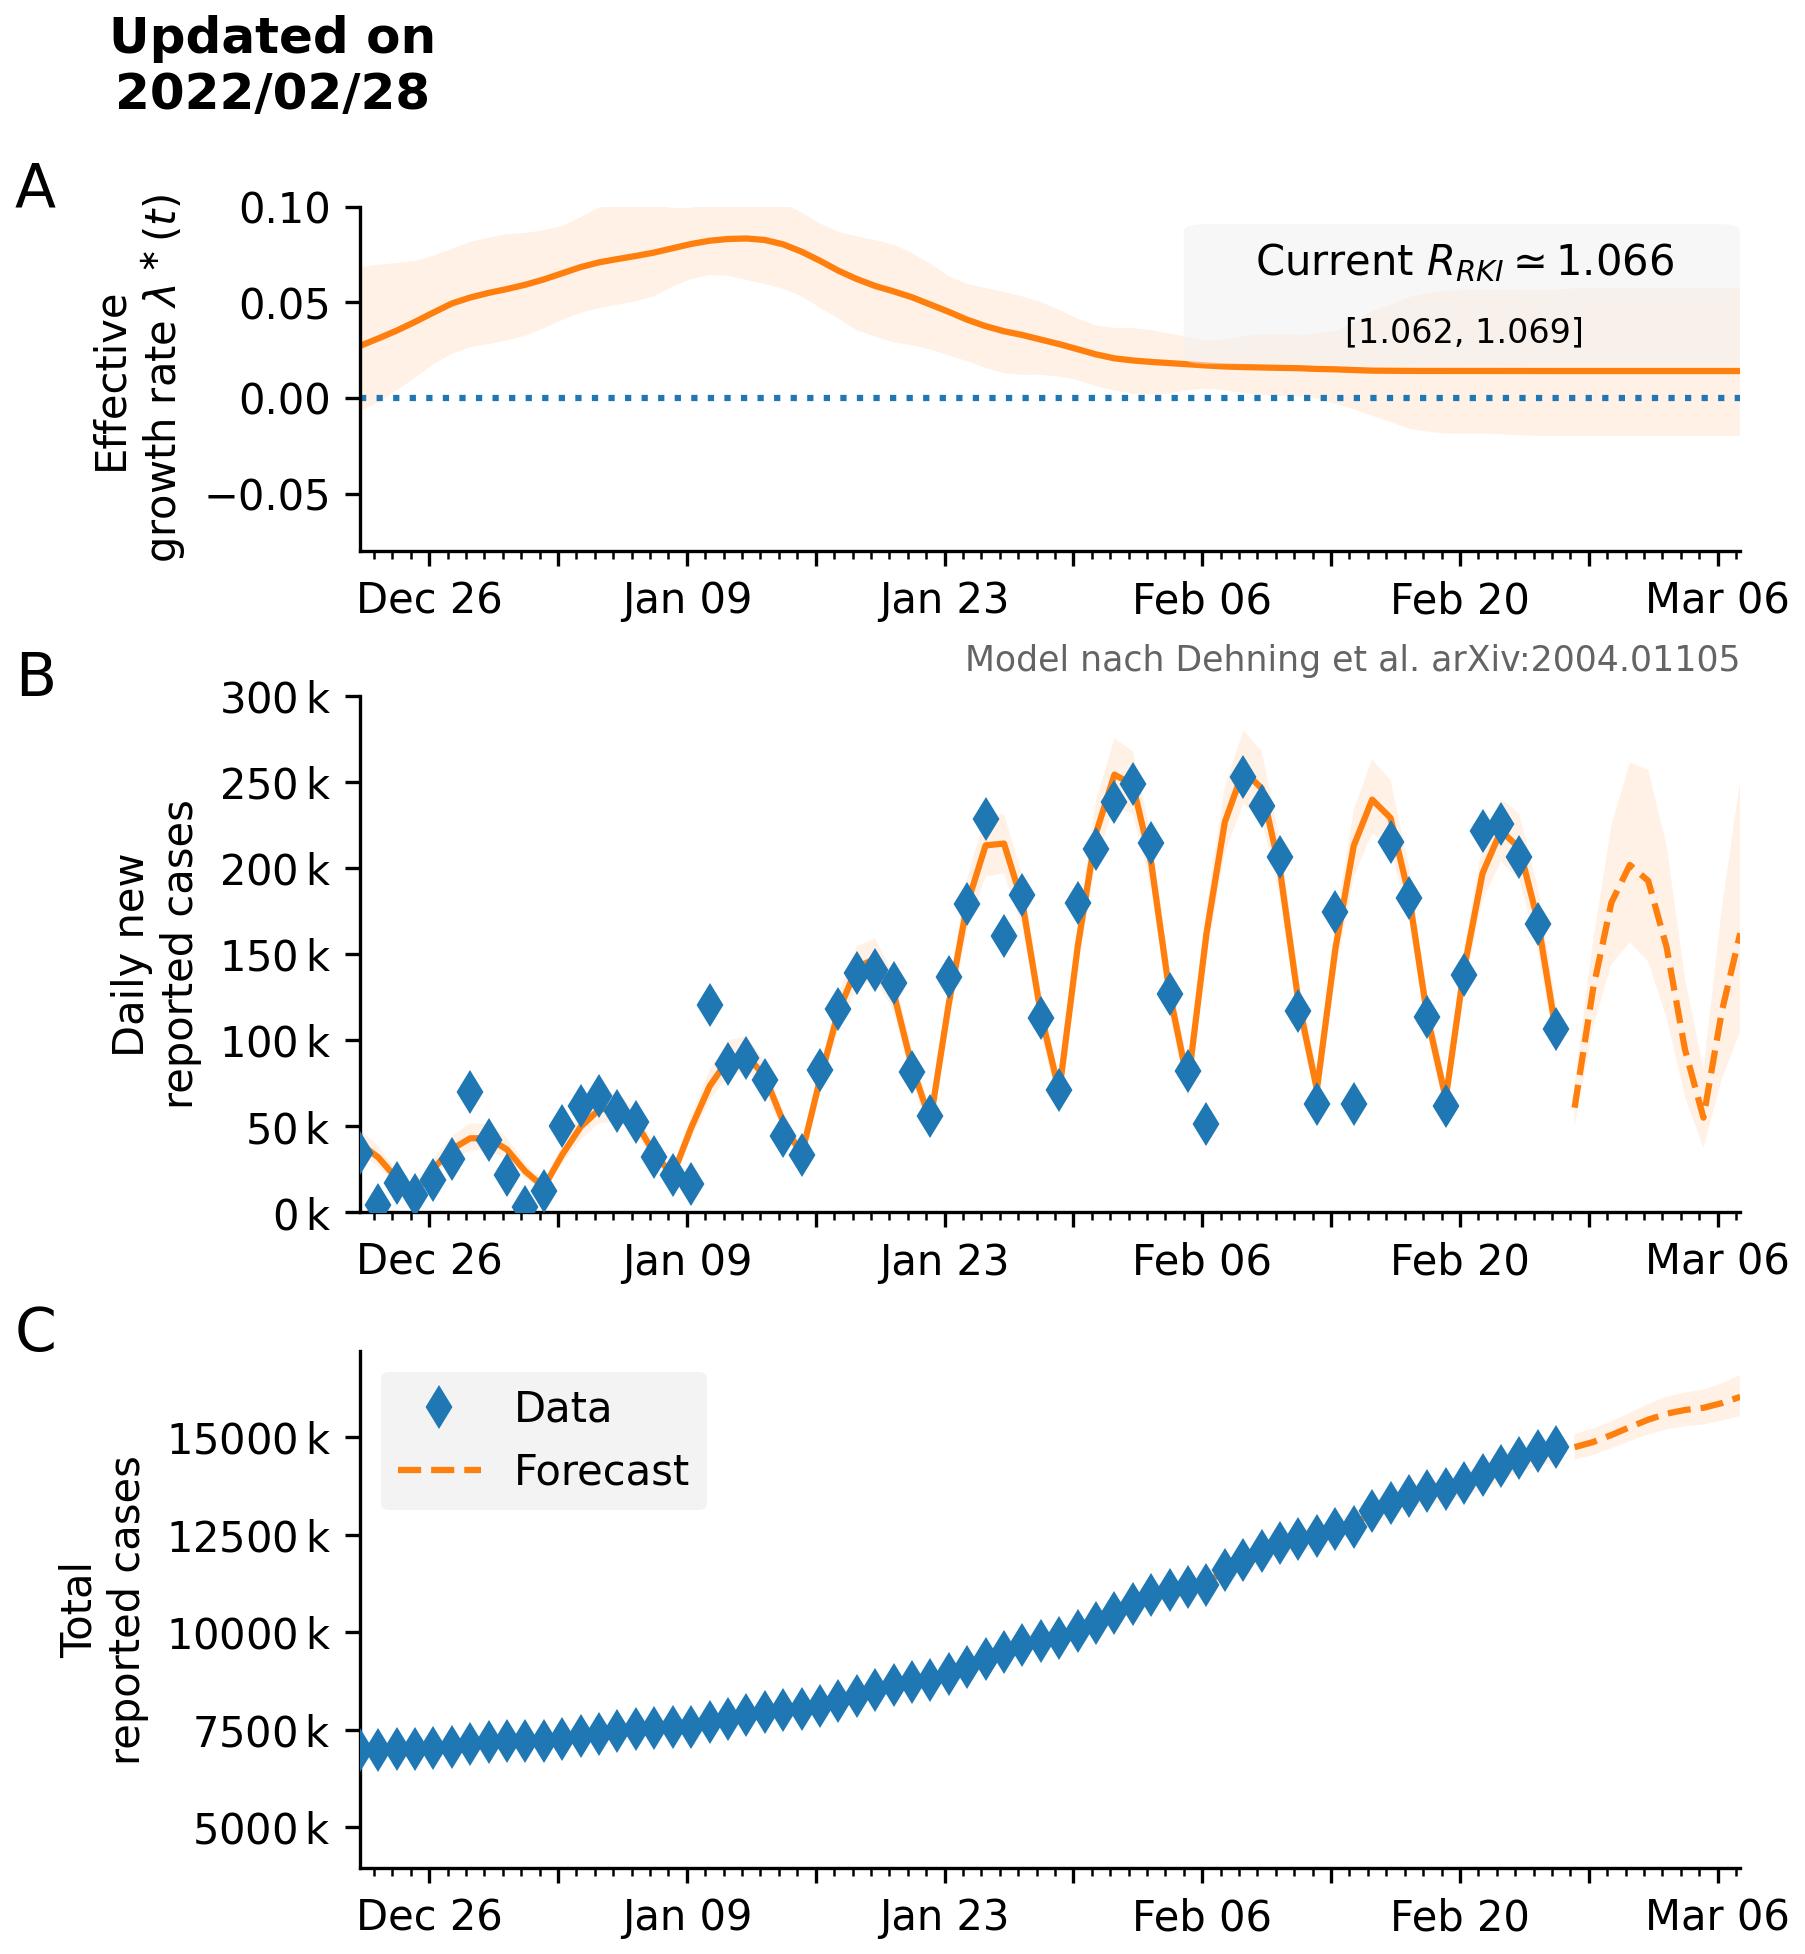 Updated on
2022/02/28
A
Effective
growth rate λ * (t)
0.10
0.05
0.00
−0.05
Current R_RKI ≃ 1.066
[1.062, 1.069]
Dec 26
Jan 09
Jan 23
Feb 06
Feb 20
Mar 06
Model nach Dehning et al. arXiv:2004.01105
B
Daily new
reported cases
300 k
250 k
200 k
150 k
100 k
50 k
0 k
Dec 26
Jan 09
Jan 23
Feb 06
Feb 20
Mar 06
C
Total
reported cases
15000 k
12500 k
10000 k
7500 k
5000 k
Data
Forecast
Dec 26
Jan 09
Jan 23
Feb 06
Feb 20
Mar 06